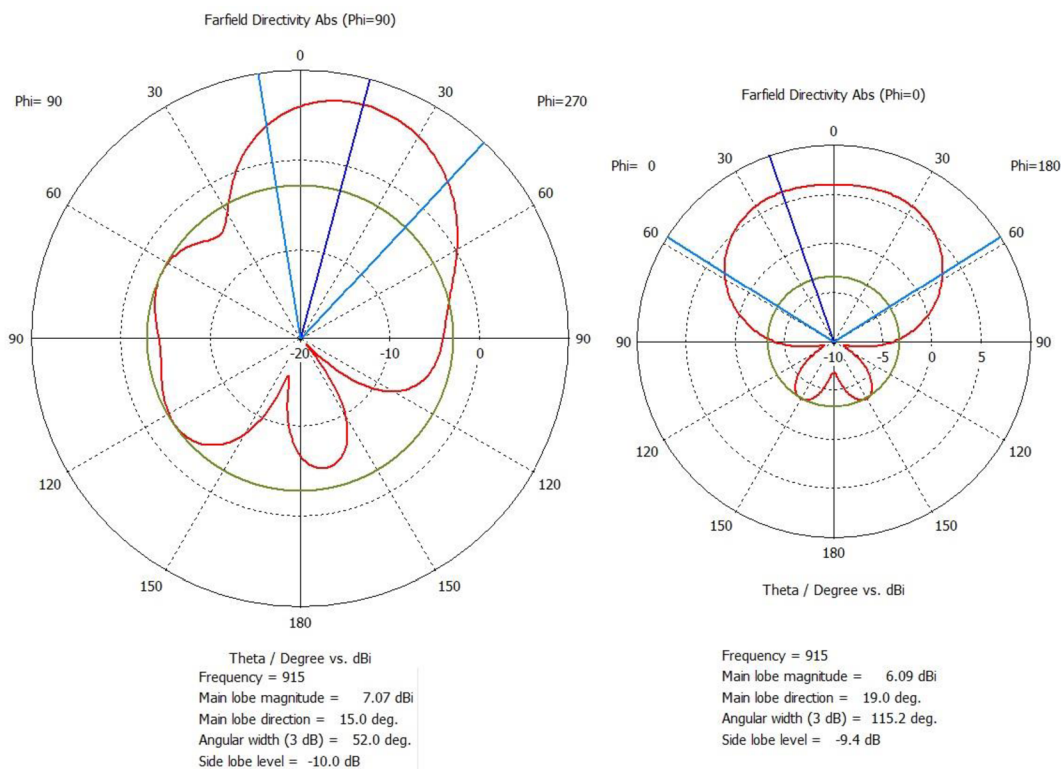 Farfield Directivity Abs (Phi=90)
0
30
30
Phi= 90
Phi=270
60
60
90
-20
-10
0
90
120
120
150
150
180
Theta / Degree vs. dBi
Frequency = 915
Main lobe magnitude = 7.07 dBi
Main lobe direction = 15.0 deg.
Angular width (3 dB) = 52.0 deg.
Side lobe level = -10.0 dB
Farfield Directivity Abs (Phi=0)
0
30
30
Phi= 0
Phi=180
60
60
90
-10
-5
0
5
90
120
120
150
150
180
Theta / Degree vs. dBi
Frequency = 915
Main lobe magnitude = 6.09 dBi
Main lobe direction = 19.0 deg.
Angular width (3 dB) = 115.2 deg.
Side lobe level = -9.4 dB